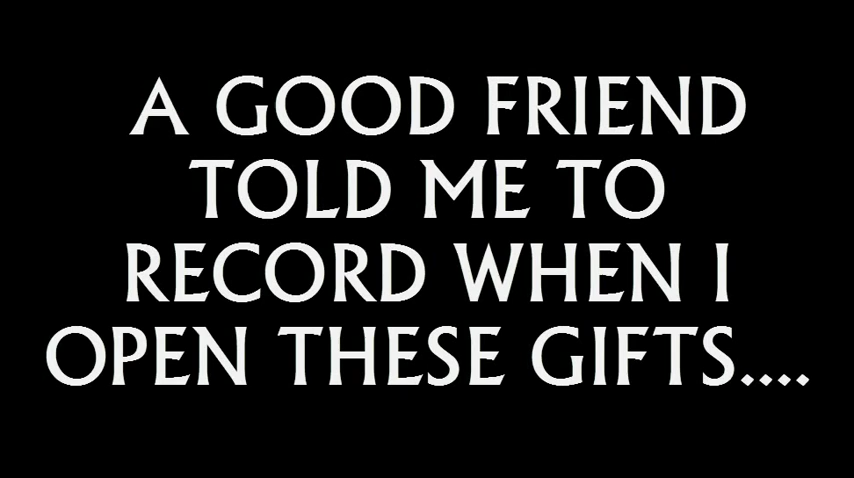 A GOOD FRIEND
TOLD ME TO
RECORD WHEN I
OPEN THESE GIFTS....